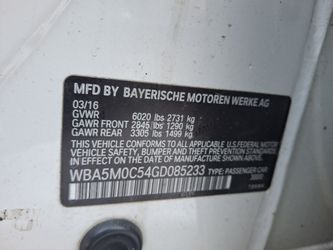 MFD BY BAYERISCHE MOTOREN WERKE AG
03/16
GVWR 6020 lbs 2731 kg
GAWR FRONT 2845 lbs 1290 kg
GAWR REAR 3305 lbs 1499 kg
THIS VEHICLE CONFORMS TO ALL APPLICABLE
FEDERAL MOTOR VEHICLE SAFETY, BUMPER,
AND THEFT PREVENTION STANDARDS IN EFFECT
ON THE DATE OF MANUFACTURE SHOWN ABOVE.
WBA5M0C54GD085233 TYPE: PASSENGER CAR